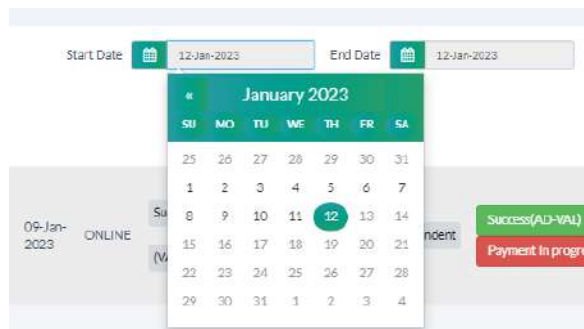 Start Date 12-Jan-2023 End Date 12-Jan-2023
« January 2023
SU MO TU WE TH FR SA
25 26 27 28 29 30 31
1 2 3 4 5 6 7
8 9 10 11 12 13 14
15 16 17 18 19 20 21
22 23 24 25 26 27 28
29 30 31 1 2 3 4
09-Jan-
2023
ONLINE
Su
(VA
ndent
Success(AD-VAL)
Payment In progre